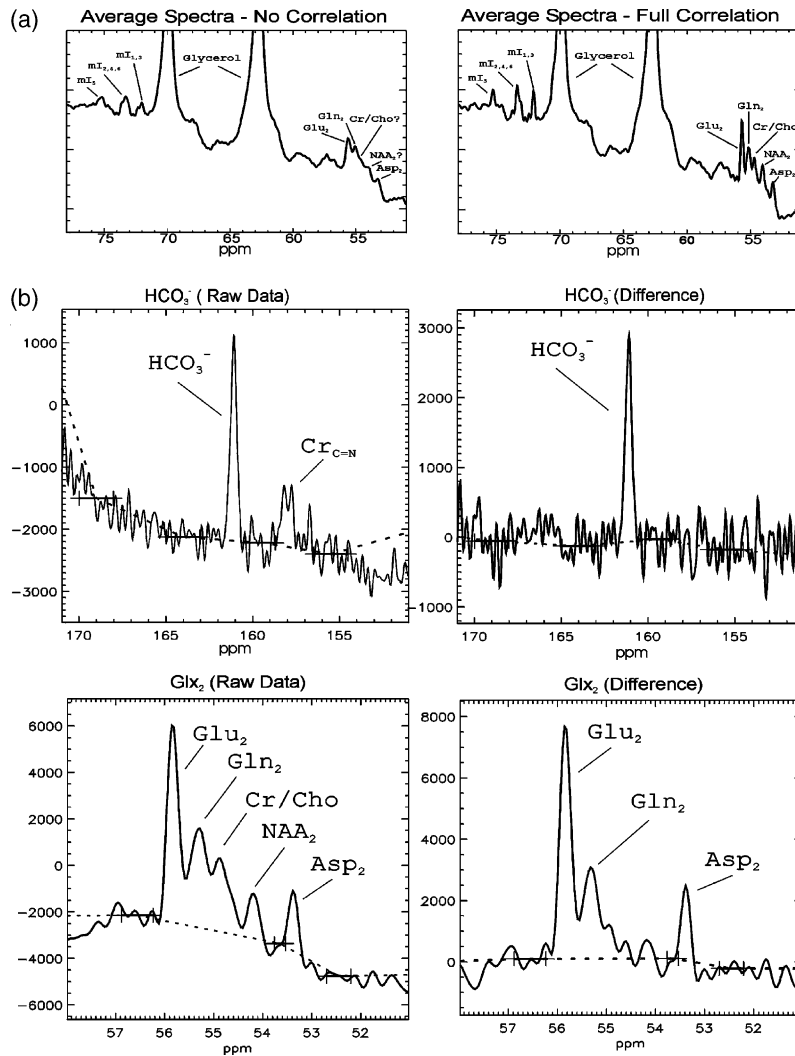 (a)
Average Spectra - No Correlation
mI₅
mI₂,₄,₆
mI₁,₃
Glycerol
Glu₂
Gln₂
Cr/Cho?
NAA₂?
Asp₂
75 70 65 60 55
ppm
Average Spectra - Full Correlation
mI₅
mI₂,₄,₆
mI₁,₃
Glycerol
Glu₂
Gln₂
Cr/Cho
NAA₂
Asp₂
75 70 65 60 55
ppm
(b)
HCO₃⁻ ( Raw Data)
1000
0
−1000
−2000
−3000
HCO₃⁻
Cr_C=N
170 165 160 155
ppm
HCO₃⁻ (Difference)
3000
2000
1000
0
−1000
HCO₃⁻
170 165 160 155
ppm
Glx₂ (Raw Data)
6000
4000
2000
0
−2000
−4000
−6000
Glu₂
Gln₂
Cr/Cho
NAA₂
Asp₂
57 56 55 54 53 52
ppm
Glx₂ (Difference)
8000
6000
4000
2000
0
Glu₂
Gln₂
Asp₂
57 56 55 54 53 52
ppm